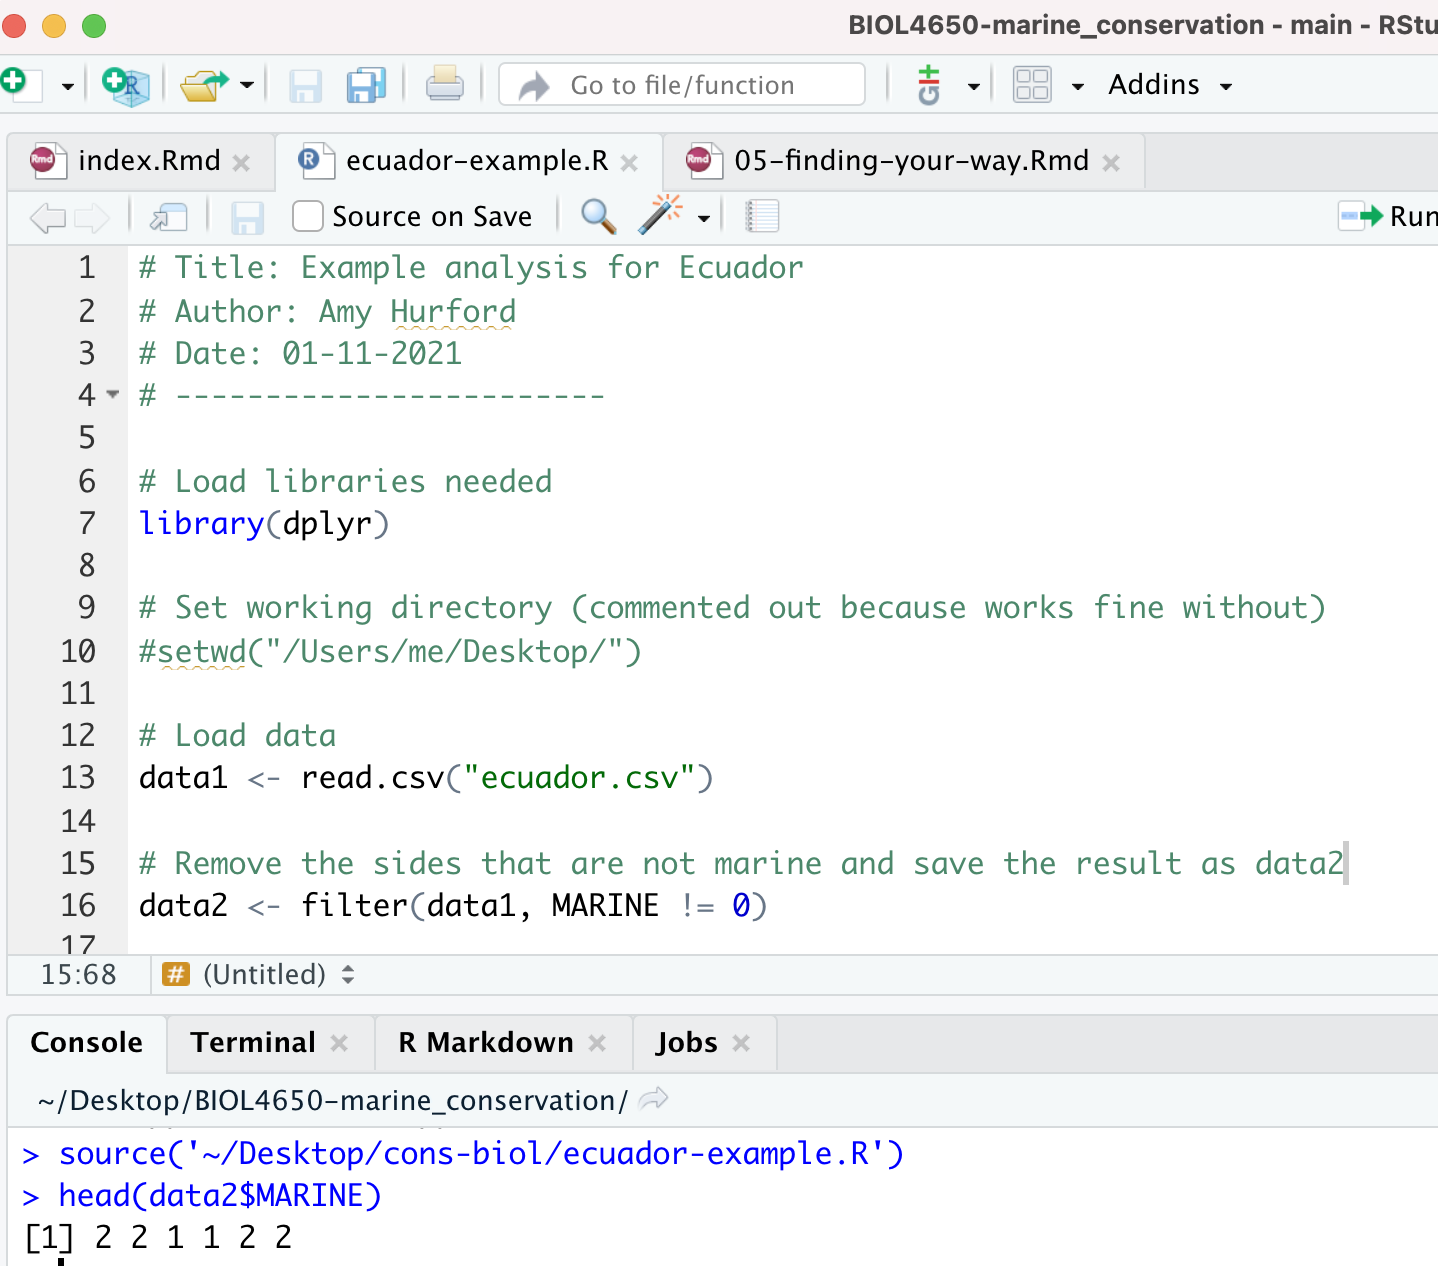 BIOL4650-marine_conservation - main - RStu
Go to file/function
Addins
index.Rmd
ecuador-example.R
05-finding-your-way.Rmd
Source on Save
Run
1 # Title: Example analysis for Ecuador
2 # Author: Amy Hurford
3 # Date: 01-11-2021
4 # ------------------------
5
6 # Load libraries needed
7 library(dplyr)
8
9 # Set working directory (commented out because works fine without)
10 #setwd("/Users/me/Desktop/")
11
12 # Load data
13 data1 <- read.csv("ecuador.csv")
14
15 # Remove the sides that are not marine and save the result as data2
16 data2 <- filter(data1, MARINE != 0)
17
15:68 # (Untitled)
Console Terminal R Markdown Jobs
~/Desktop/BIOL4650-marine_conservation/
> source('~/Desktop/cons-biol/ecuador-example.R')
> head(data2$MARINE)
[1] 2 2 1 1 2 2